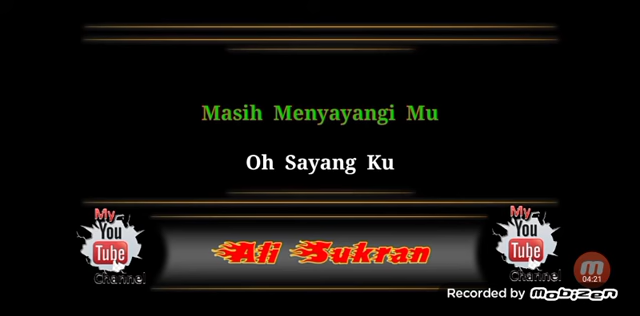 Masih Menyayangi Mu
Oh Sayang Ku
My
You
Tube
Channel
Ali Sukran
My
You
Tube
Channel
04:21
Recorded by mobizen